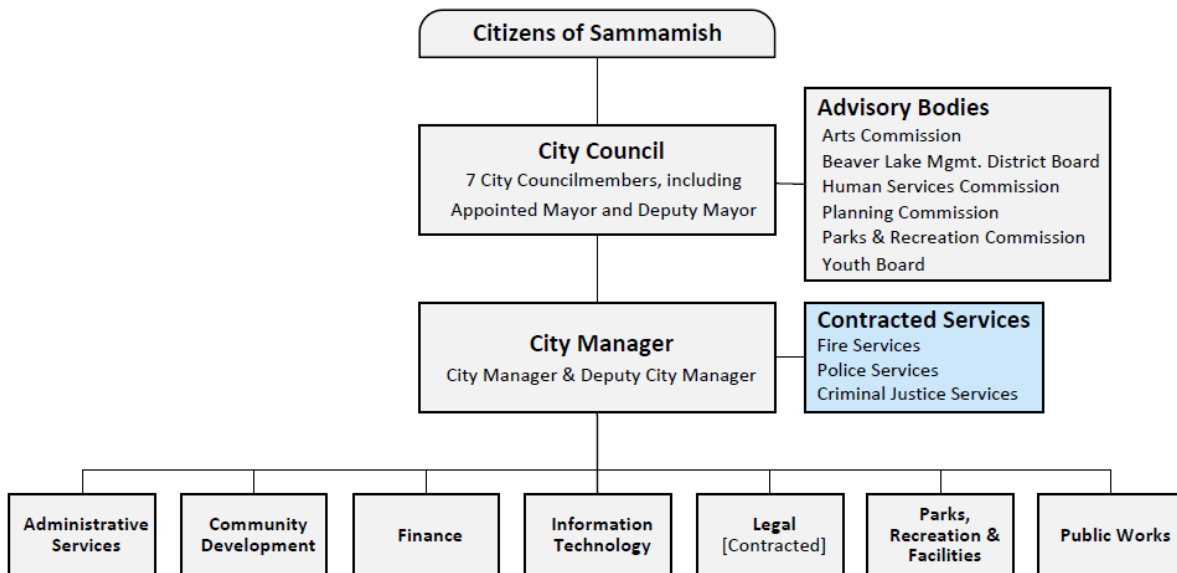 Citizens of Sammamish
Advisory Bodies
Arts Commission
Beaver Lake Mgmt. District Board
Human Services Commission
Planning Commission
Parks & Recreation Commission
Youth Board
City Council
7 City Councilmembers, including
Appointed Mayor and Deputy Mayor
City Manager
City Manager & Deputy City Manager
Contracted Services
Fire Services
Police Services
Criminal Justice Services
Administrative
Services
Community
Development
Finance
Information
Technology
Legal
[Contracted]
Parks,
Recreation &
Facilities
Public Works